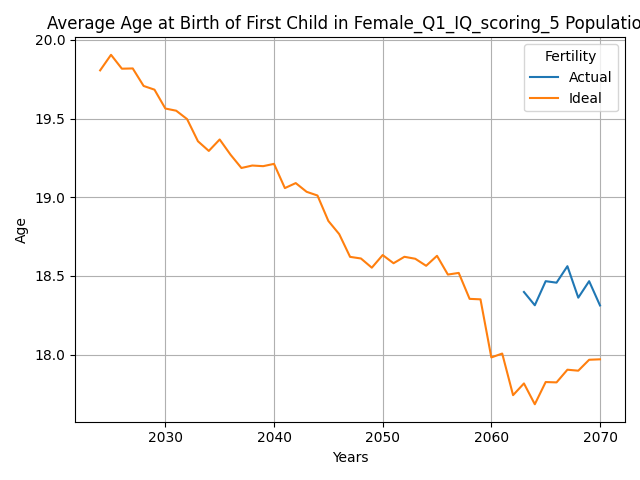 Average Age at Birth of First Child in Female_Q1_IQ_scoring_5 Populatio
Fertility
Actual
Ideal
20.0
19.5
19.0
18.5
18.0
Age
2030
2040
2050
2060
2070
Years